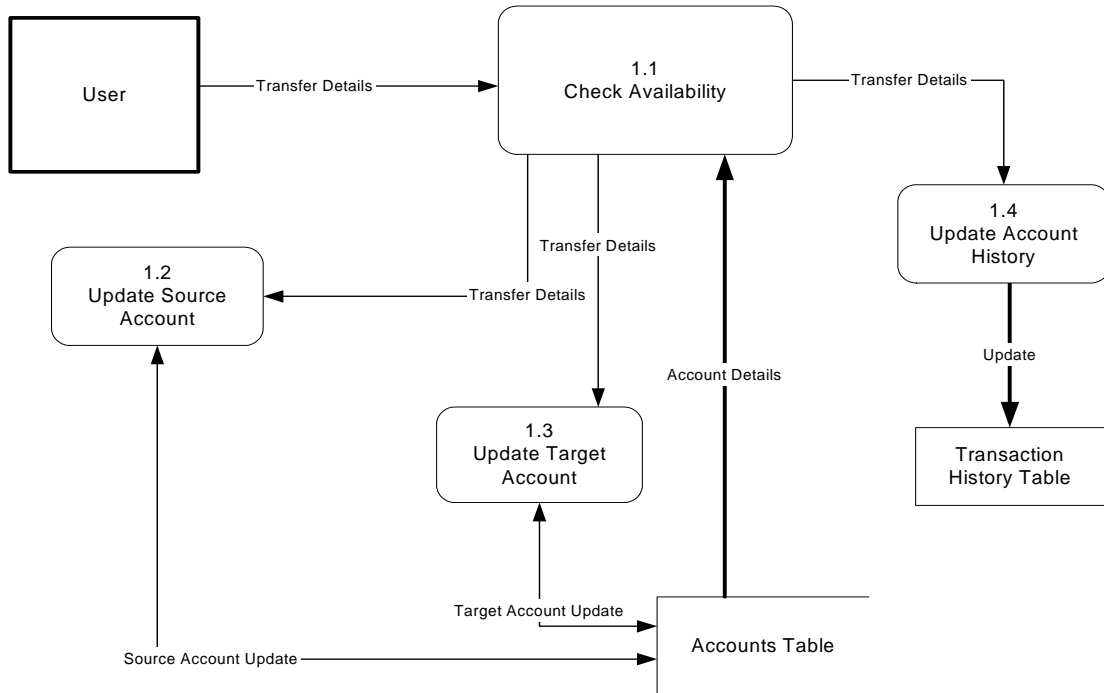 User
Transfer Details
1.1
Check Availability
Transfer Details
1.4
Update Account
History
Transfer Details
1.2
Update Source
Account
Transfer Details
Update
Account Details
1.3
Update Target
Account
Transaction
History Table
Target Account Update
Accounts Table
Source Account Update